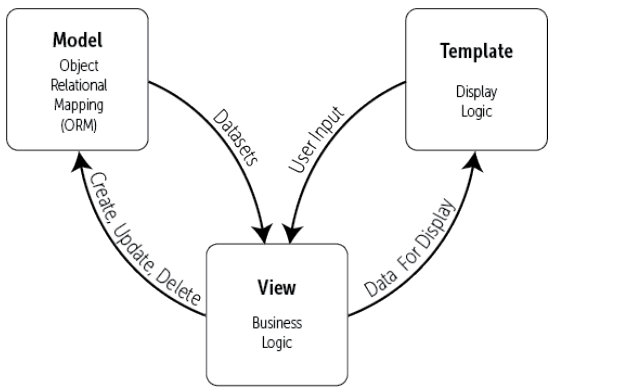 Model
Object
Relational
Mapping
(ORM)
Template
Display
Logic
Datasets
User Input
Create, Update, Delete
Data For Display
View
Business
Logic